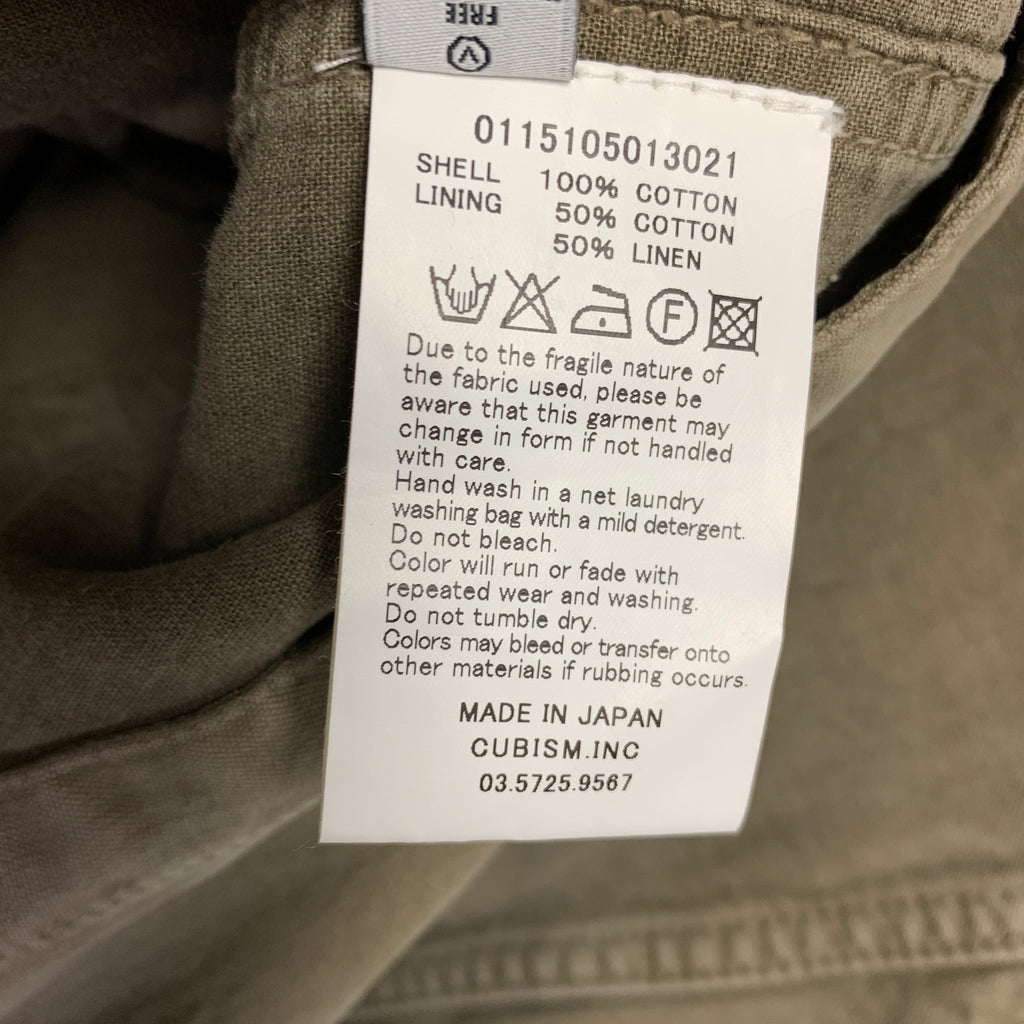 FREE
0115105013021
SHELL 100% COTTON
LINING 50% COTTON
50% LINEN
F
Due to the fragile nature of
the fabric used, please be
aware that this garment may
change in form if not handled
with care.
Hand wash in a net laundry
washing bag with a mild detergent.
Do not bleach.
Color will run or fade with
repeated wear and washing.
Do not tumble dry.
Colors may bleed or transfer onto
other materials if rubbing occurs.
MADE IN JAPAN
CUBISM.INC
03.5725.9567